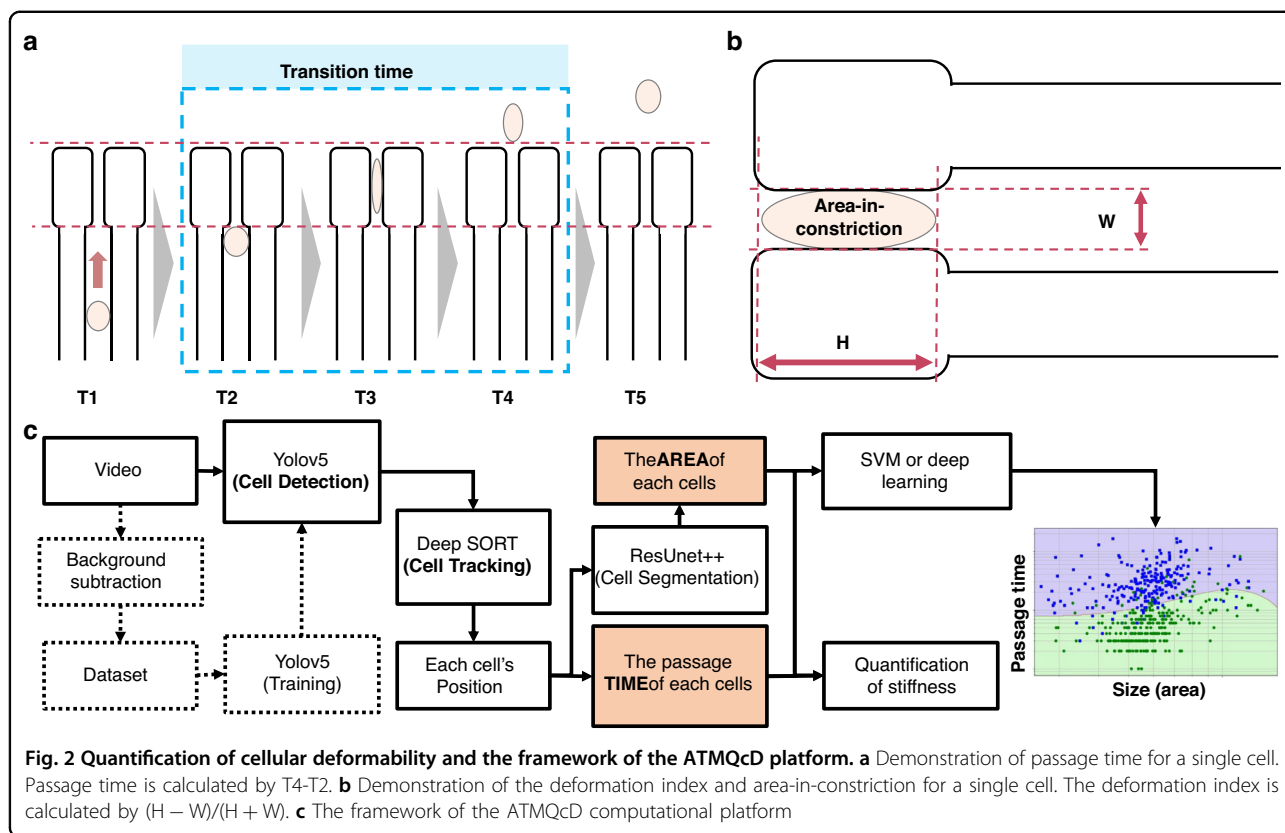 a
Transition time
T1
T2
T3
T4
T5
b
Area-in-
constriction
W
H
c
Video
Background
subtraction
Dataset
Yolov5
(Training)
Yolov5
(Cell Detection)
Deep SORT
(Cell Tracking)
Each cell's
Position
TheAREAof
each cells
ResUnet++
(Cell Segmentation)
The passage
TIMEof each cells
SVM or deep
learning
Quantification
of stiffness
Passage time
Size (area)
Fig. 2 Quantification of cellular deformability and the framework of the ATMQcD platform. a Demonstration of passage time for a single cell.
Passage time is calculated by T4-T2. b Demonstration of the deformation index and area-in-constriction for a single cell. The deformation index is
calculated by (H − W)/(H + W). c The framework of the ATMQcD computational platform